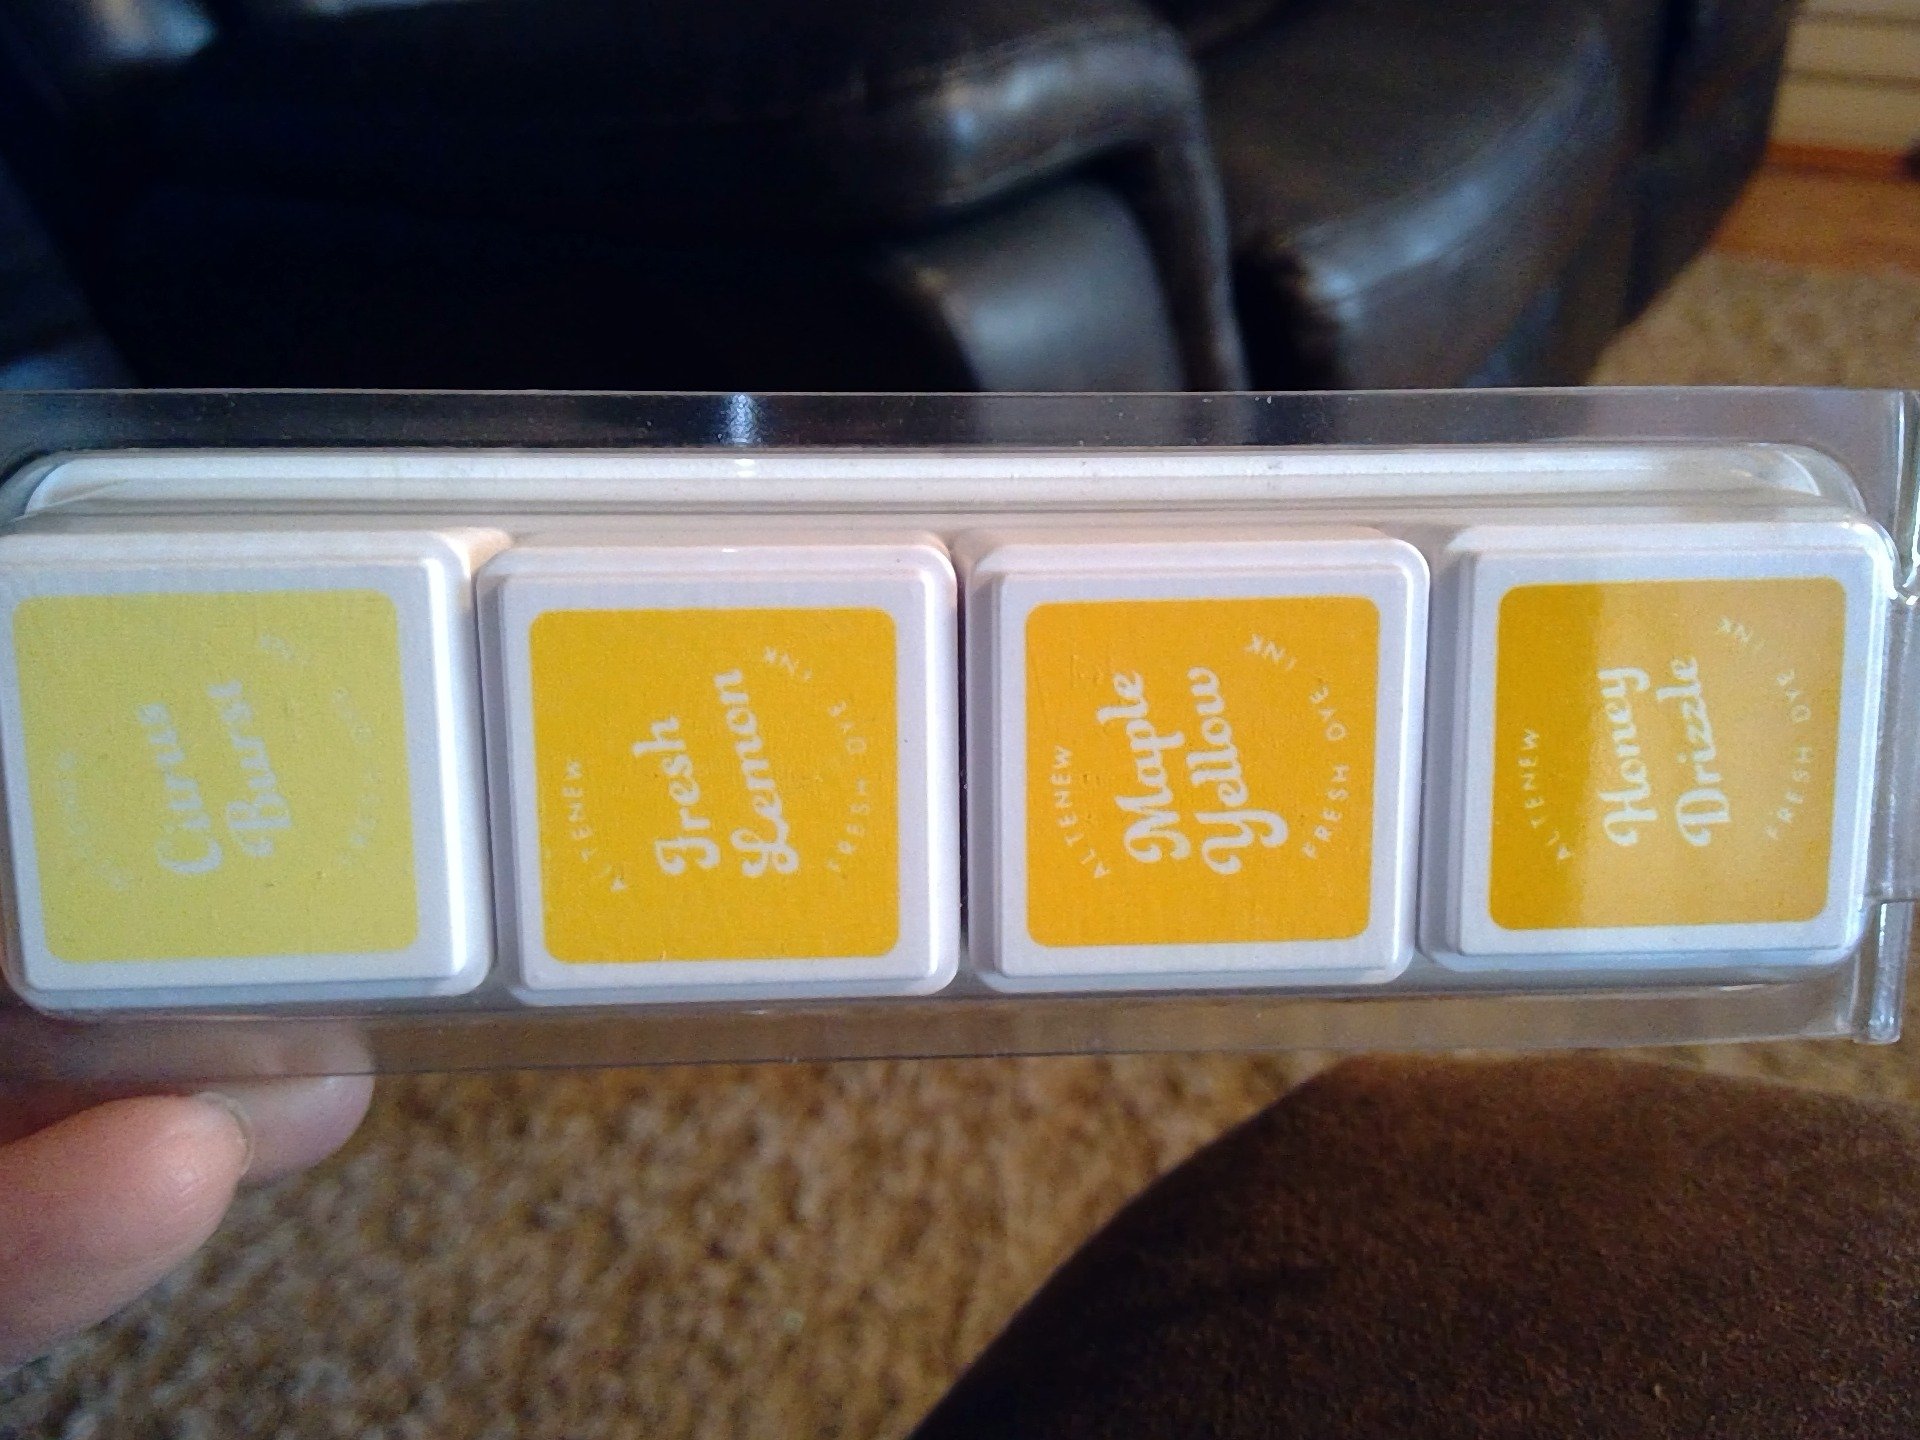 Citrus
Burst
ALTENEW
Fresh
Lemon
FRESH DYE INK
ALTENEW
Maple
Yellow
FRESH DYE INK
ALTENEW
Honey
Drizzle
FRESH DYE INK